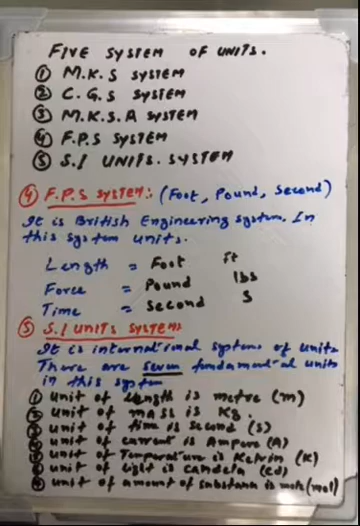 FIVE SYSTEM OF UNITS.
① M.K.S SYSTEM
② C.G.S SYSTEM
③ M.K.S.A SYSTEM
④ F.P.S SYSTEM
⑤ S.I UNITS. SYSTEM
④ F.P.S SYSTEM: (Foot, Pound, Second)
It is British Engineering system. In
this system units.
Length = Foot ft
Force = Pound lbs
Time = Second S
⑤ S.I UNITS SYSTEM:
It is international system of units
There are seven fundamental units
in this system
① unit of Length is metre (m)
② unit of mass is Kg.
③ unit of time is second (S)
④ unit of current is Ampere (A)
⑤ unit of Temperature is Kelvin (K)
⑥ unit of light is candela (Cd)
⑦ unit of amount of substance is mole (mol)